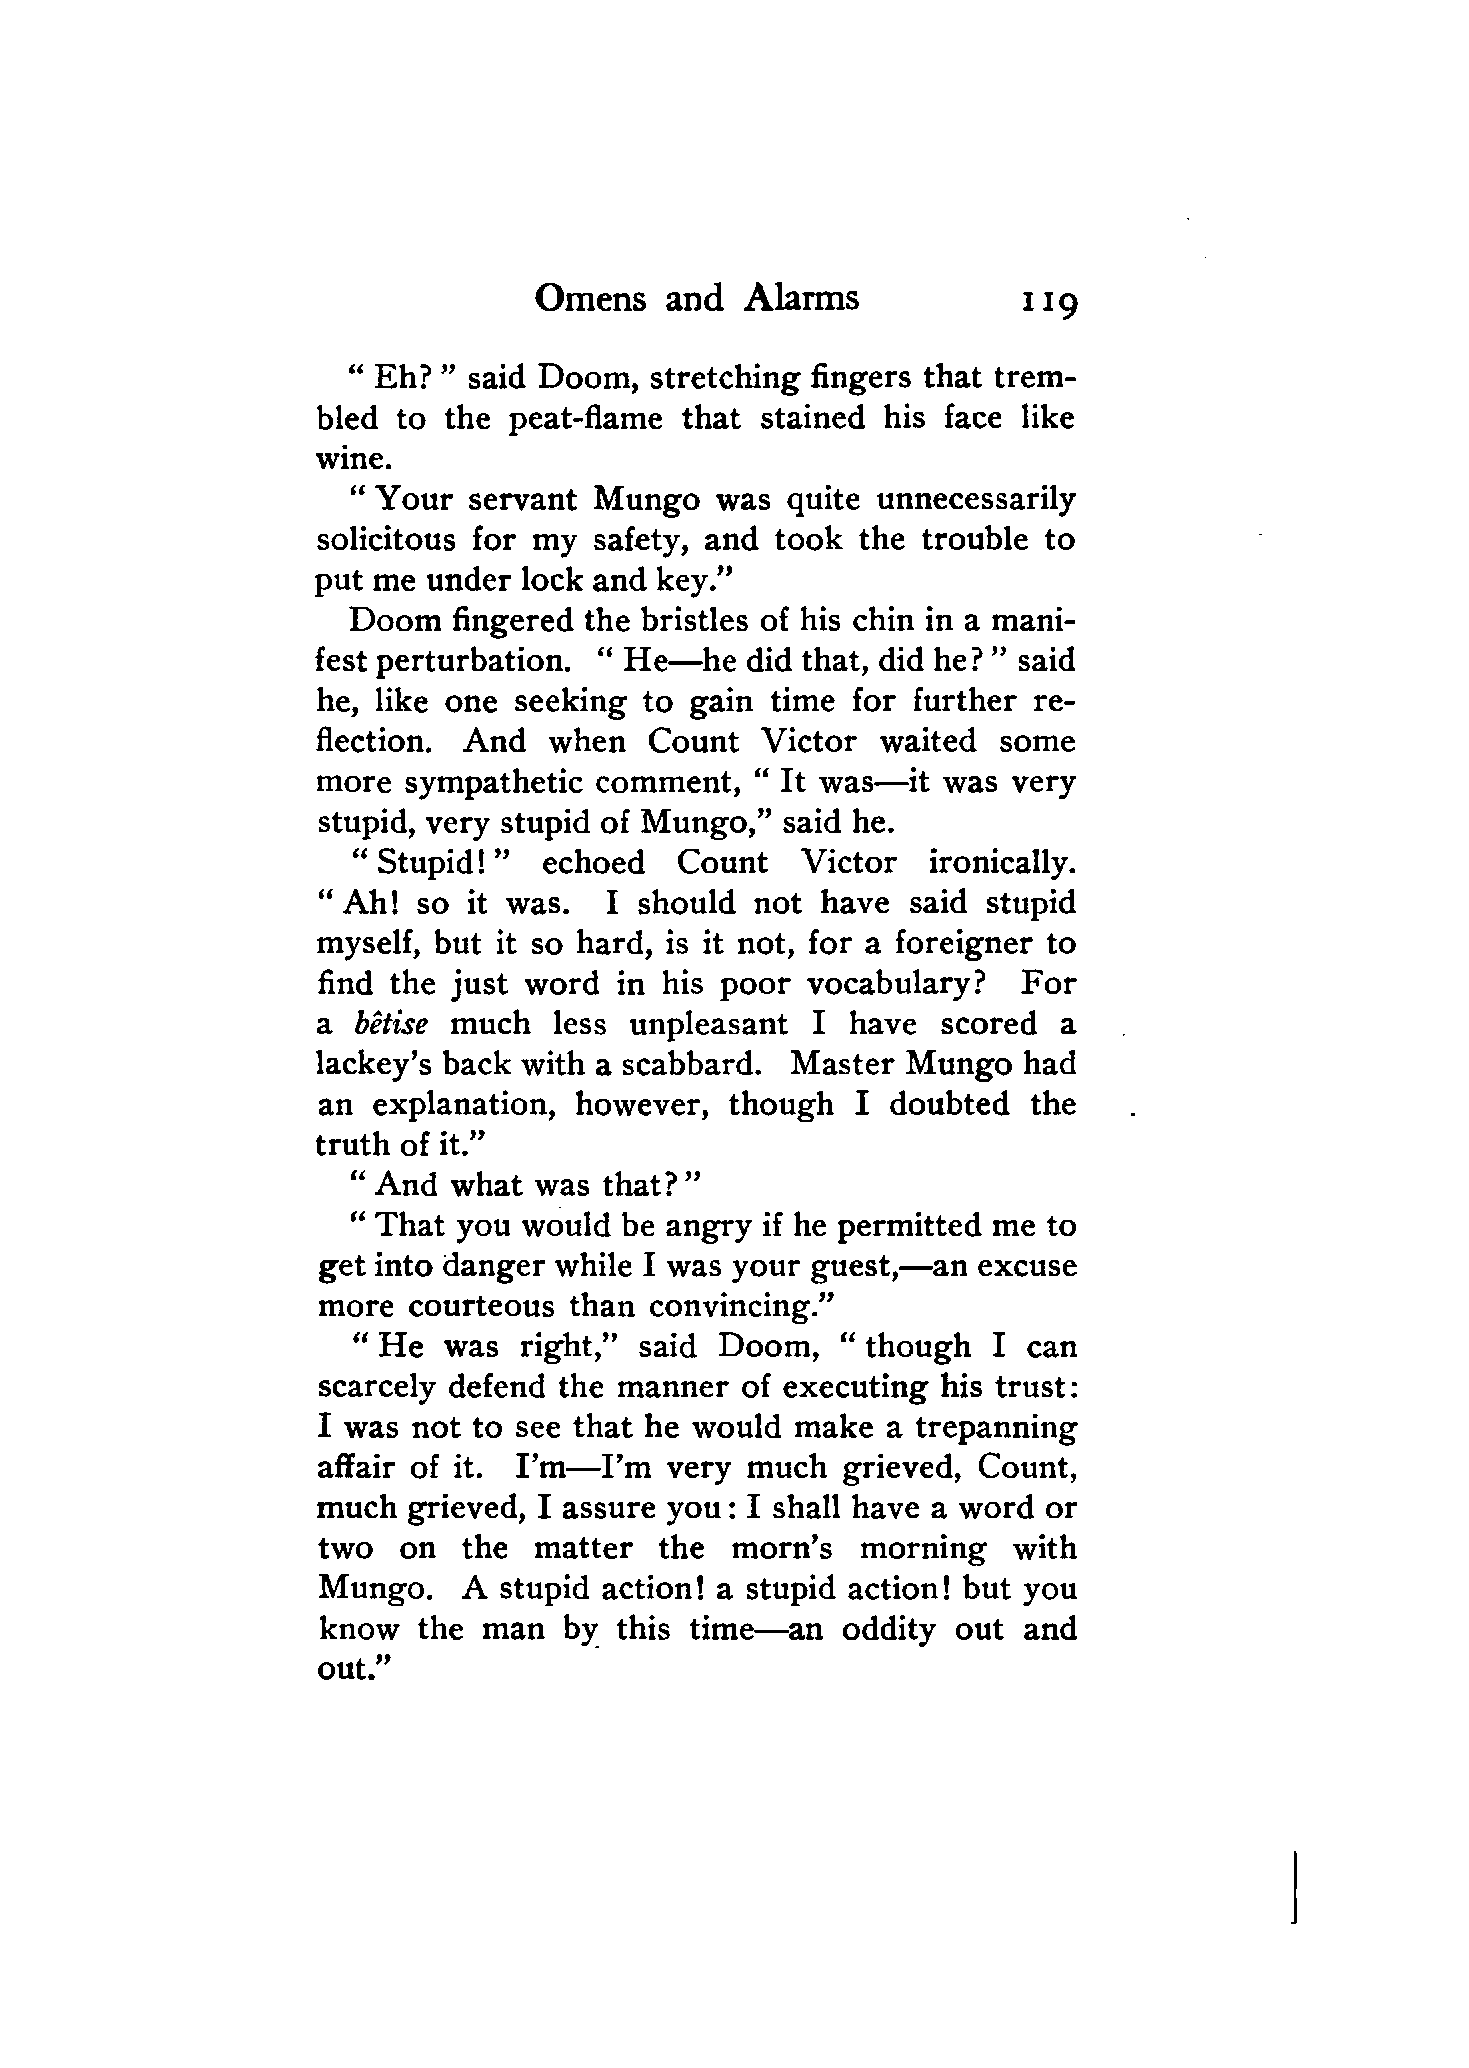 Omens and Alarms 119
“ Eh? ” said Doom, stretching fingers that trem-
bled to the peat-flame that stained his face like
wine.
“ Your servant Mungo was quite unnecessarily
solicitous for my safety, and took the trouble to
put me under lock and key.”
Doom fingered the bristles of his chin in a mani-
fest perturbation. “ He—he did that, did he? ” said
he, like one seeking to gain time for further re-
flection. And when Count Victor waited some
more sympathetic comment, “ It was—it was very
stupid, very stupid of Mungo,” said he.
“ Stupid! ” echoed Count Victor ironically.
“ Ah! so it was. I should not have said stupid
myself, but it so hard, is it not, for a foreigner to
find the just word in his poor vocabulary? For
a bêtise much less unpleasant I have scored a
lackey’s back with a scabbard. Master Mungo had
an explanation, however, though I doubted the
truth of it.”
“ And what was that? ”
“ That you would be angry if he permitted me to
get into danger while I was your guest,—an excuse
more courteous than convincing.”
“ He was right,” said Doom, “ though I can
scarcely defend the manner of executing his trust:
I was not to see that he would make a trepanning
affair of it. I’m—I’m very much grieved, Count,
much grieved, I assure you : I shall have a word or
two on the matter the morn’s morning with
Mungo. A stupid action! a stupid action! but you
know the man by this time—an oddity out and
out.”